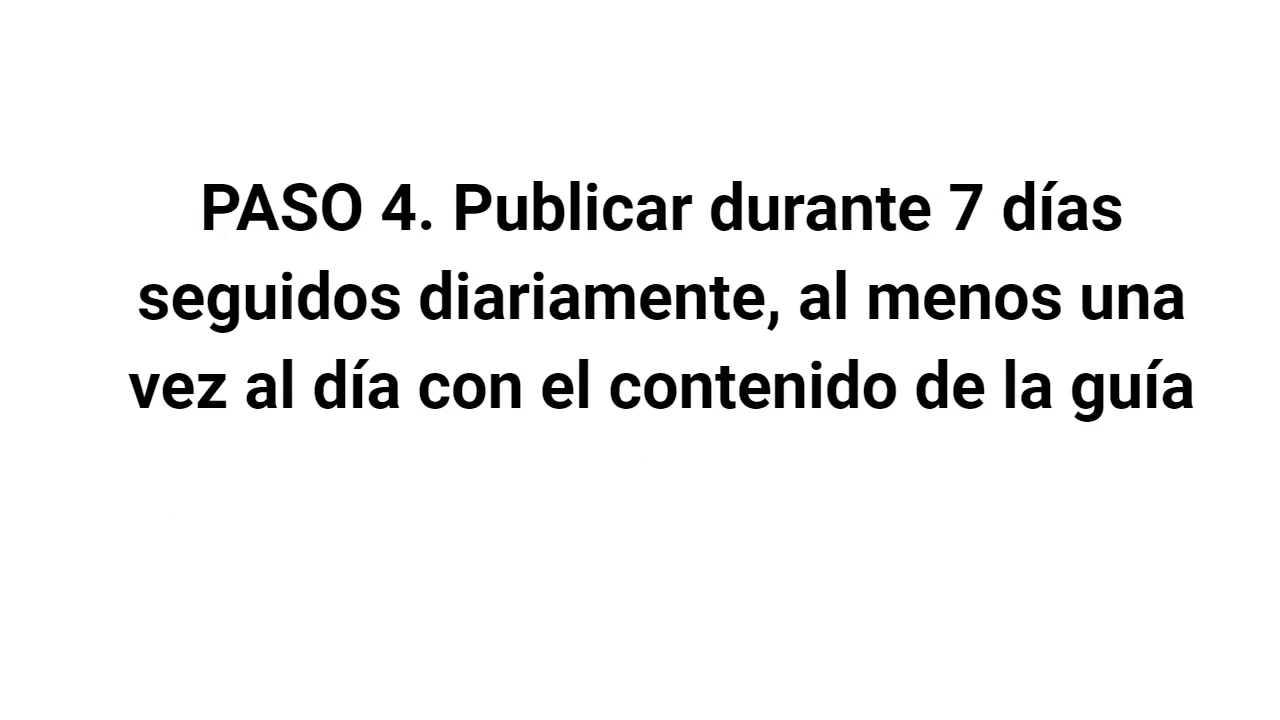 PASO 4. Publicar durante 7 días
seguidos diariamente, al menos una
vez al día con el contenido de la guía